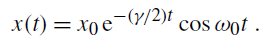 x(t) = x₀ e^{−(γ/2)t} cos ω₀t .